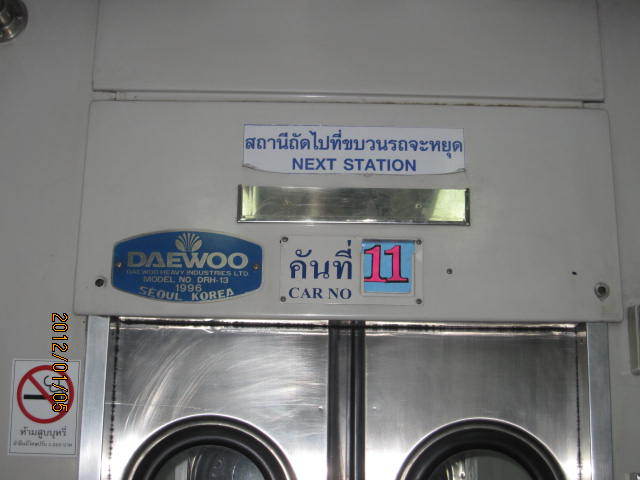 สถานีถัดไปที่ขบวนรถจะหยุด
NEXT STATION
DAEWOO
DAEWOO HEAVY INDUSTRIES LTD
MODEL NO: DRH-13
1996
SEOUL KOREA
คันที่ 11
CAR NO
ห้ามสูบบุหรี่
2012/01/05